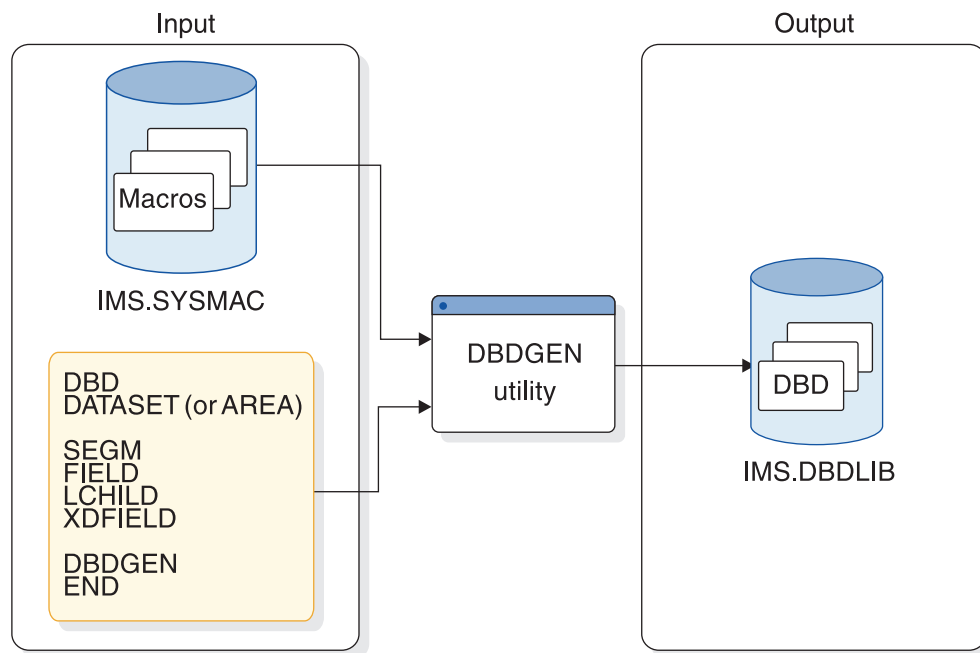 Input
Macros
IMS.SYSMAC
DBD
DATASET (or AREA)
SEGM
FIELD
LCHILD
XDFIELD
DBDGEN
END
DBDGEN
utility
Output
DBD
IMS.DBDLIB